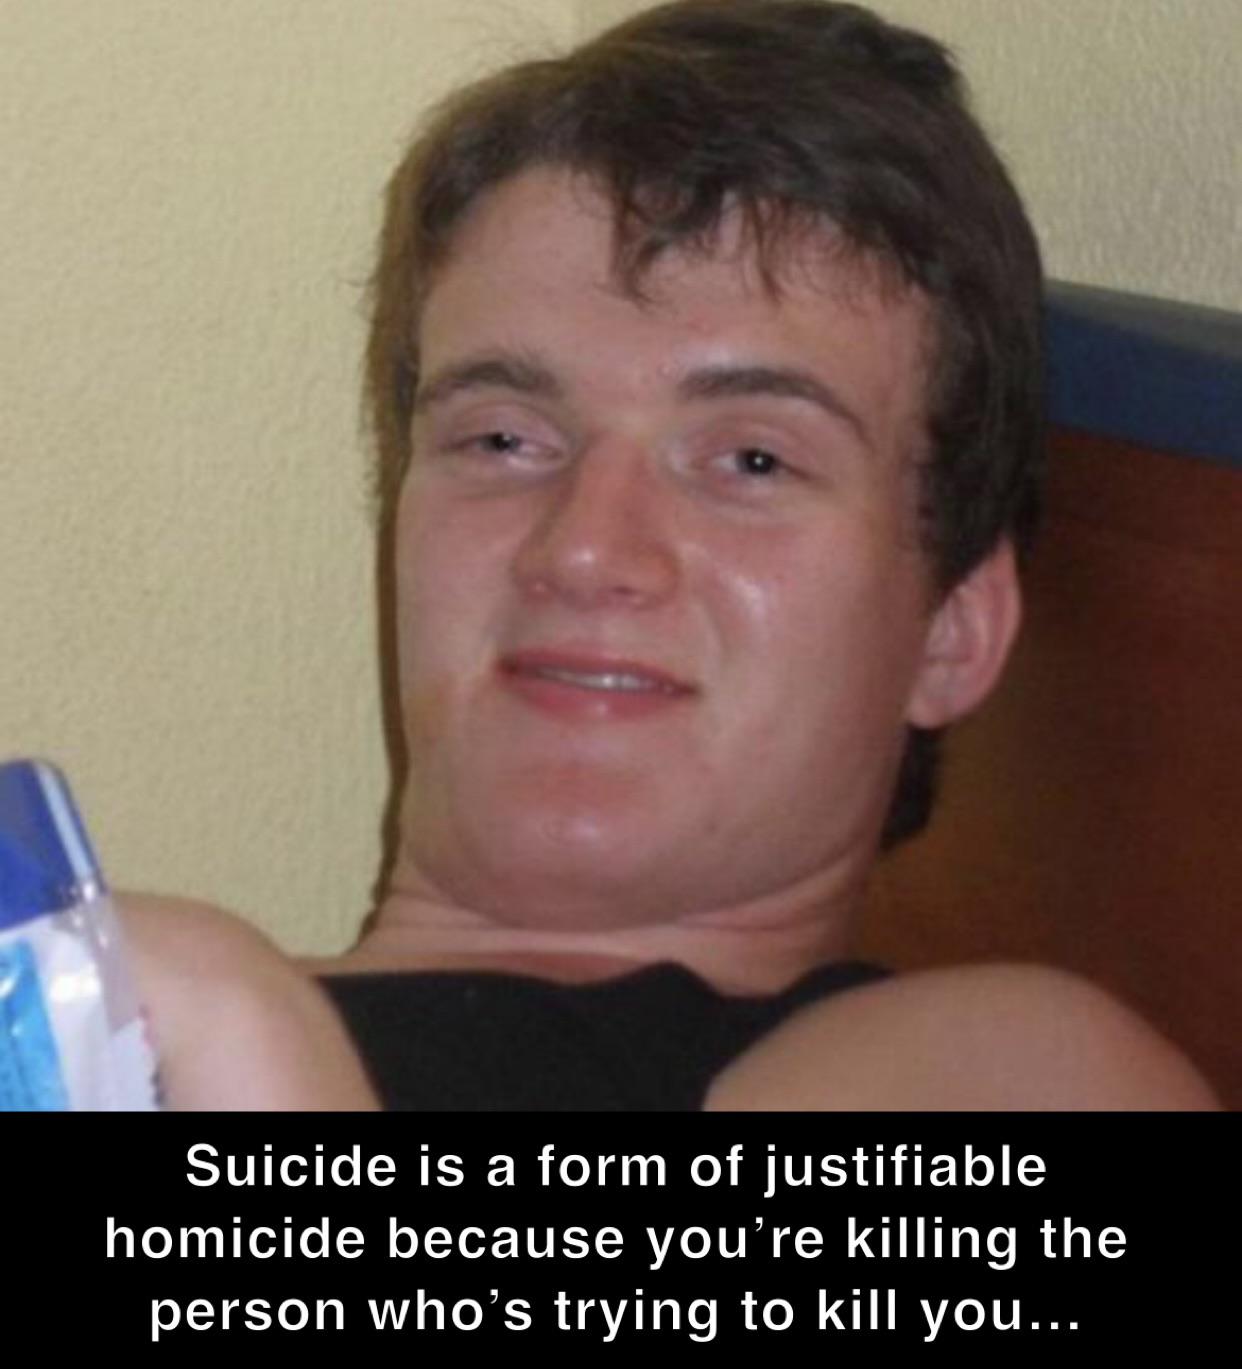 Suicide is a form of justifiable
homicide because you’re killing the
person who’s trying to kill you...